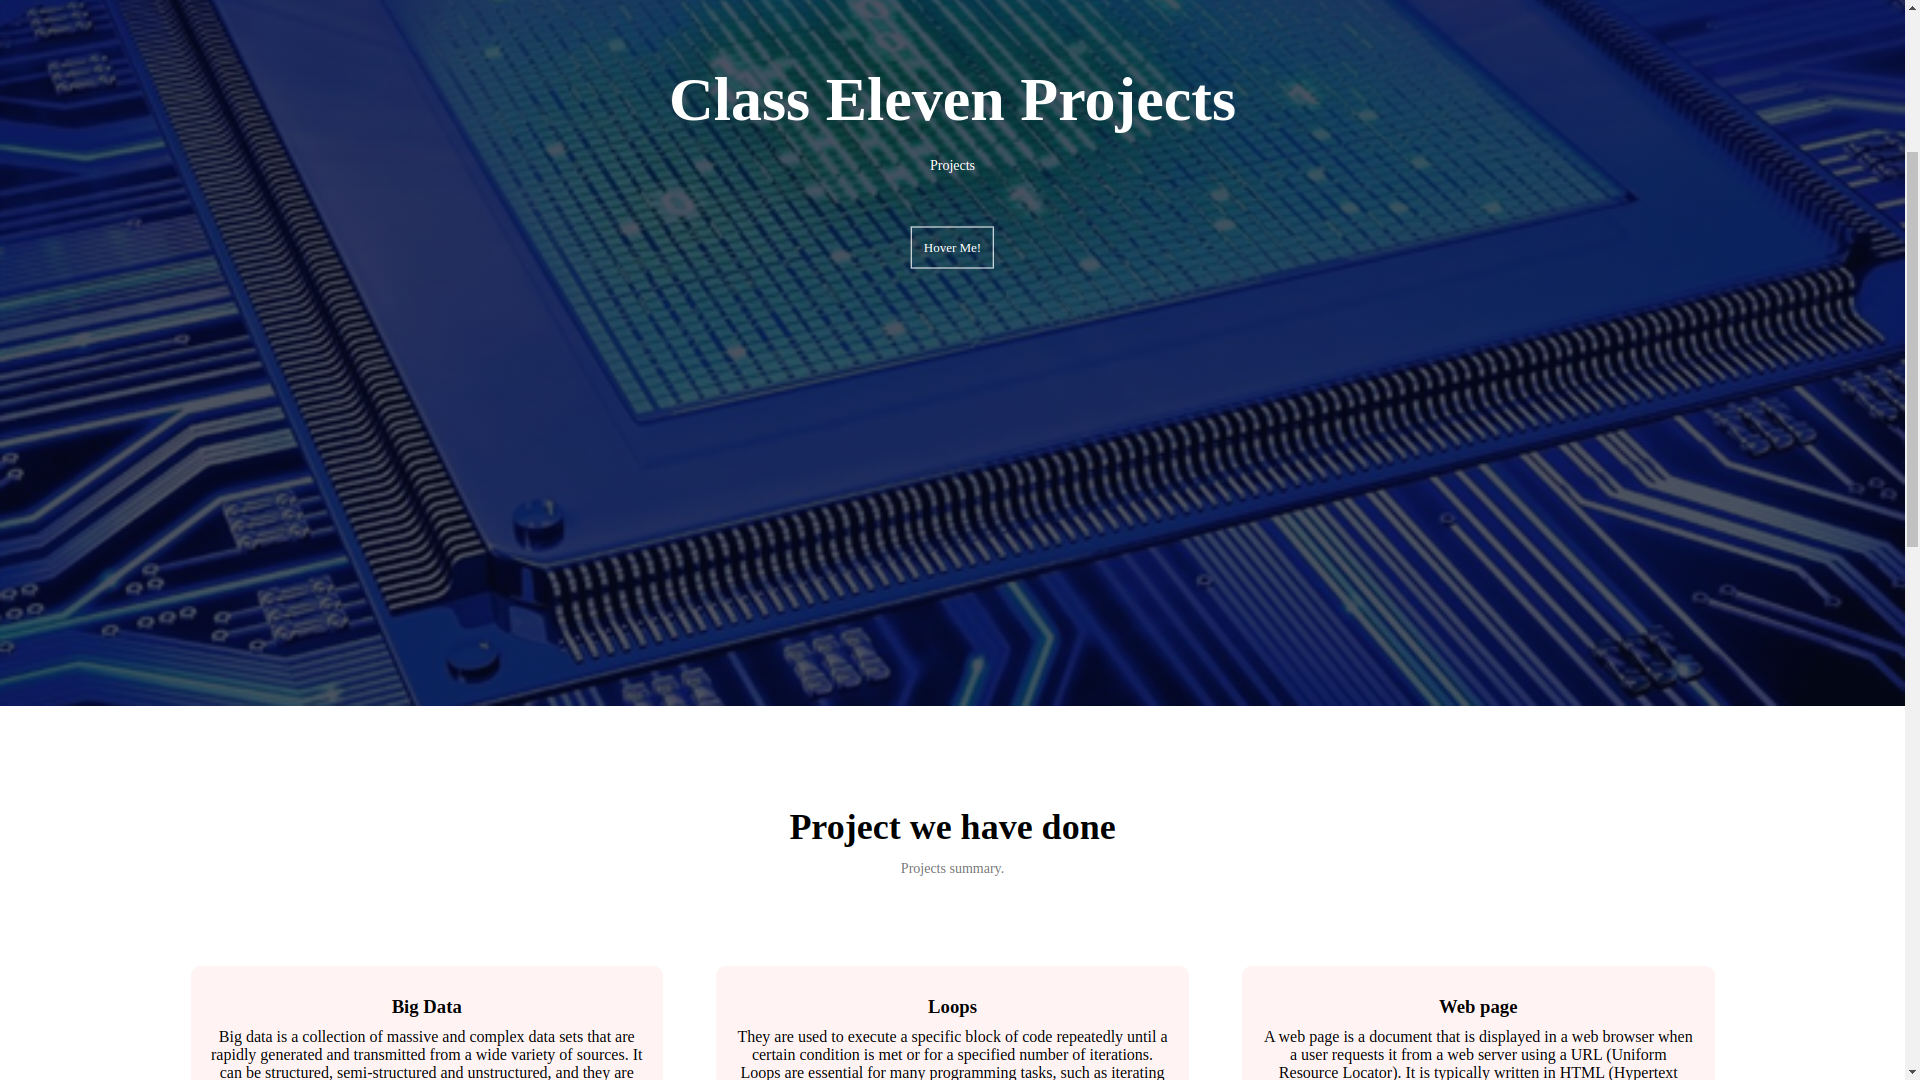 Class Eleven Projects
Projects
Hover Me!
Project we have done
Projects summary.
Big Data
Big data is a collection of massive and complex data sets that are
rapidly generated and transmitted from a wide variety of sources. It
can be structured, semi-structured and unstructured, and they are
Loops
They are used to execute a specific block of code repeatedly until a
certain condition is met or for a specified number of iterations.
Loops are essential for many programming tasks, such as iterating
Web page
A web page is a document that is displayed in a web browser when
a user requests it from a web server using a URL (Uniform
Resource Locator). It is typically written in HTML (Hypertext